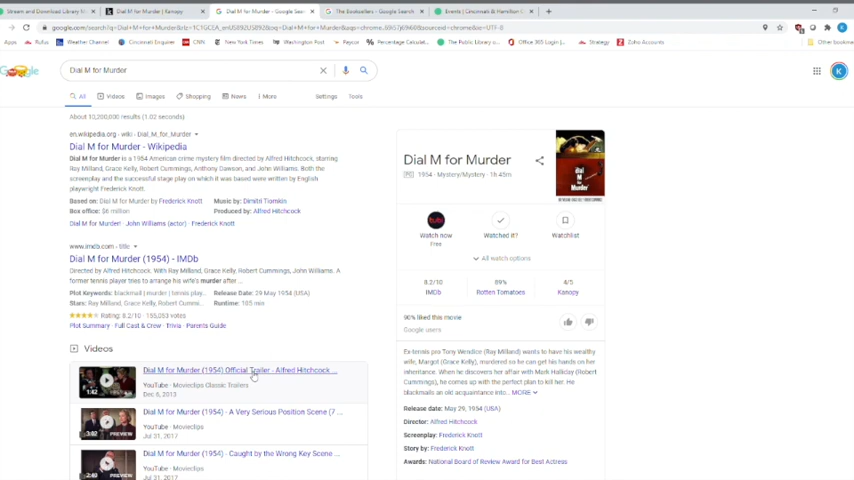 Stream and Download Library M
Dial M for Murder | Kanopy
Dial M for Murder - Google Sear
The Booksellers - Google Search
Events | Cincinnati & Hamilton C
Apps
Rufus
Weather Channel
Cincinnati Enquirer
CNN
New York Times
Washington Post
Keycor
Percentage Calculat...
The Public Library o...
Office 365 Login |...
Strategy
Zoho Accounts
Other bookmar
Google
Dial M for Murder
K
All
Videos
Images
Shopping
News
More
Settings
Tools
About 10,200,000 results (1.02 seconds)
en.wikipedia.org › wiki › Dial_M_for_Murder
Dial M for Murder - Wikipedia
Dial M for Murder is a 1954 American crime mystery film directed by Alfred Hitchcock, starring
Ray Milland, Grace Kelly, Robert Cummings, Anthony Dawson, and John Williams. Both the
screenplay and the successful stage play on which it was based were written by English
playwright Frederick Knott.
Based on: Dial M for Murder by Frederick Knott
Music by: Dimitri Tiomkin
Box office: $6 million
Produced by: Alfred Hitchcock
Dial M for Murder! · John Williams (actor) · Frederick Knott
www.imdb.com › title
Dial M for Murder (1954) - IMDb
Directed by Alfred Hitchcock. With Ray Milland, Grace Kelly, Robert Cummings, John Williams. A
former tennis player tries to arrange his wife's murder after ...
Plot Keywords: blackmail | murder | tennis play...
Release Date: 29 May 1954 (USA)
Stars: Ray Milland, Grace Kelly, Robert Cummi...
Runtime: 105 min
Rating: 8.2/10 · 155,053 votes
Plot Summary · Full Cast & Crew · Trivia · Parents Guide
Videos
Dial M for Murder (1954) Official Trailer - Alfred Hitchcock ...
YouTube · Movieclips Classic Trailers
Dec 6, 2013
1:42
Dial M for Murder (1954) - A Very Serious Position Scene (7 ...
YouTube · Movieclips
Jul 31, 2017
3:02
PREVIEW
Dial M for Murder (1954) - Caught by the Wrong Key Scene ...
YouTube · Movieclips
Jul 31, 2017
2:40
PREVIEW
Dial M for Murder
PG 1954 · Mystery/Mystery · 1h 45m
dial
M
for
Murder
tubi
Watch now
Free
Watched it?
Watchlist
All watch options
8.2/10
IMDb
89%
Rotten Tomatoes
4/5
Kanopy
90% liked this movie
Google users
Ex-tennis pro Tony Wendice (Ray Milland) wants to have his wealthy
wife, Margot (Grace Kelly), murdered so he can get his hands on her
inheritance. When he discovers her affair with Mark Halliday (Robert
Cummings), he comes up with the perfect plan to kill her. He
blackmails an old acquaintance into... MORE
Release date: May 29, 1954 (USA)
Director: Alfred Hitchcock
Screenplay: Frederick Knott
Story by: Frederick Knott
Awards: National Board of Review Award for Best Actress